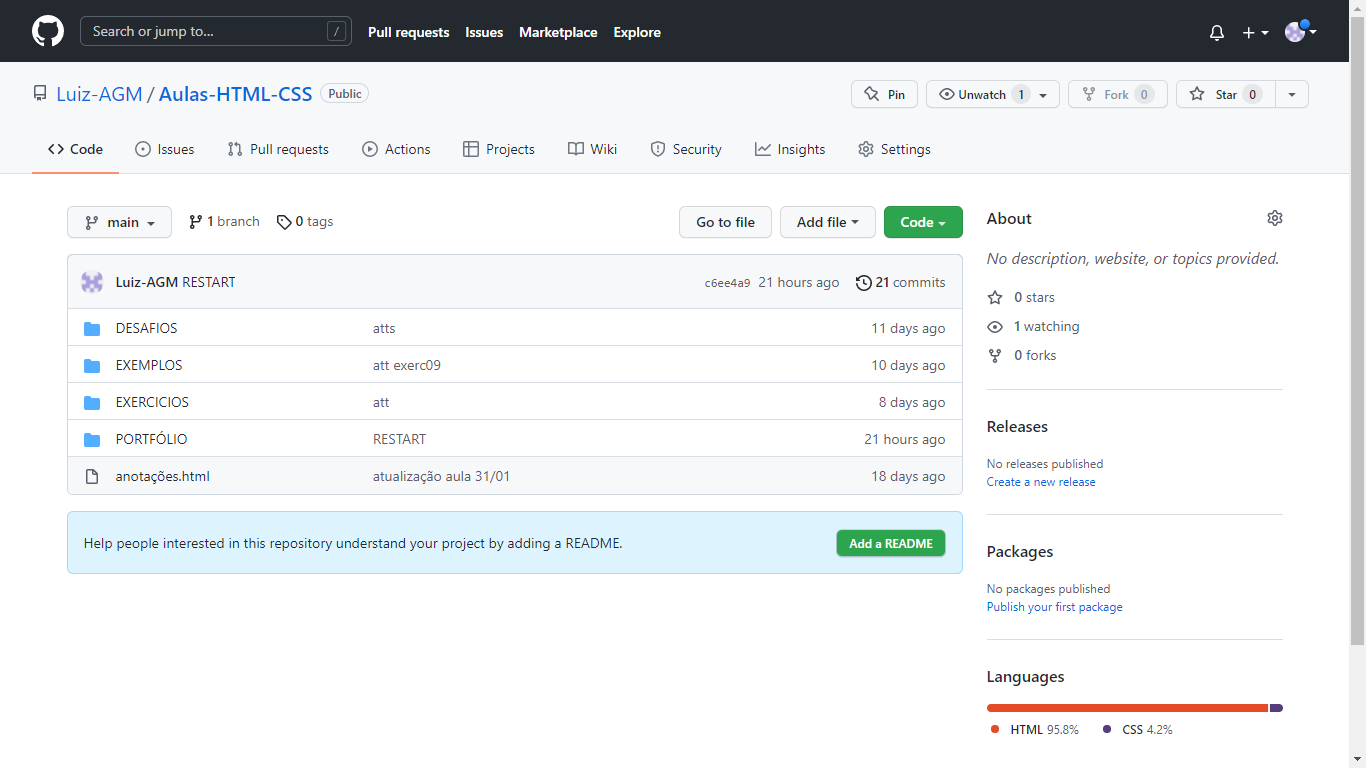 Search or jump to... /
Pull requests Issues Marketplace Explore
Luiz-AGM / Aulas-HTML-CSS Public
Pin Unwatch 1 Fork 0 Star 0
Code Issues Pull requests Actions Projects Wiki Security Insights Settings
main 1 branch 0 tags Go to file Add file Code
Luiz-AGM RESTART c6ee4a9 21 hours ago 21 commits
DESAFIOS atts 11 days ago
EXEMPLOS att exerc09 10 days ago
EXERCICIOS att 8 days ago
PORTFÓLIO RESTART 21 hours ago
anotações.html atualização aula 31/01 18 days ago
Help people interested in this repository understand your project by adding a README. Add a README
About
No description, website, or topics provided.
0 stars
1 watching
0 forks
Releases
No releases published
Create a new release
Packages
No packages published
Publish your first package
Languages
HTML 95.8% CSS 4.2%